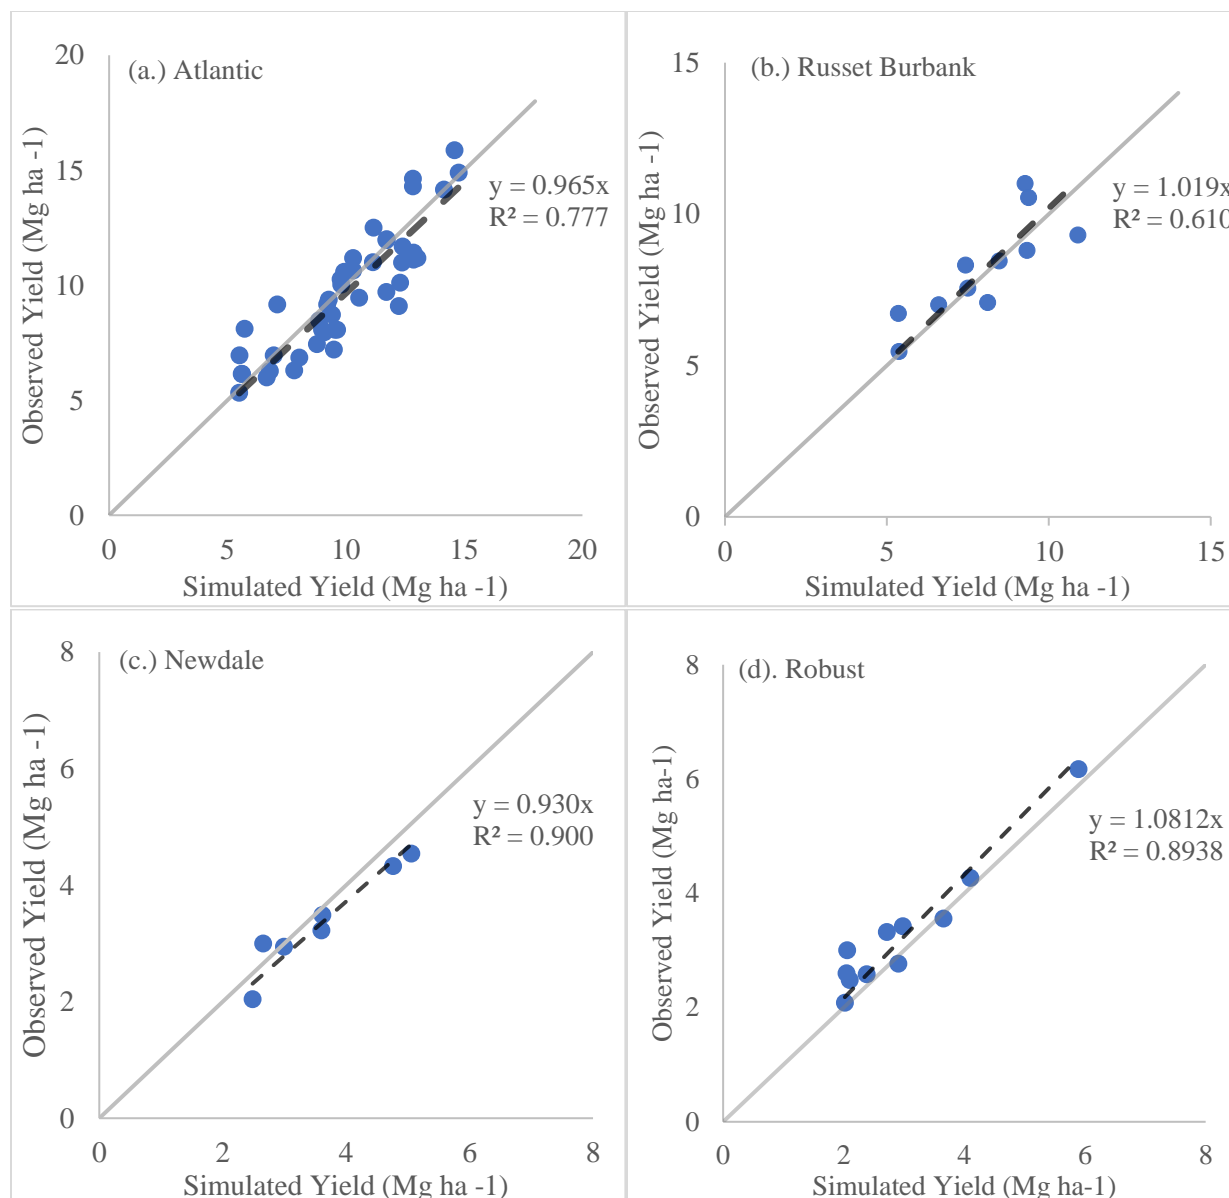 (a.) Atlantic
Observed Yield (Mg ha -1)
20
15
10
5
0
y = 0.965x
R² = 0.777
0 5 10 15 20
Simulated Yield (Mg ha -1)
(b.) Russet Burbank
Observed Yield (Mg ha -1)
15
10
5
0
y = 1.019x
R² = 0.610
0 5 10 15
Simulated Yield (Mg ha -1)
(c.) Newdale
Observed Yield (Mg ha -1)
8
6
4
2
0
y = 0.930x
R² = 0.900
0 2 4 6 8
Simulated Yield (Mg ha -1)
(d). Robust
Observed Yield (Mg ha-1)
8
6
4
2
0
y = 1.0812x
R² = 0.8938
0 2 4 6 8
Simulated Yield (Mg ha-1)